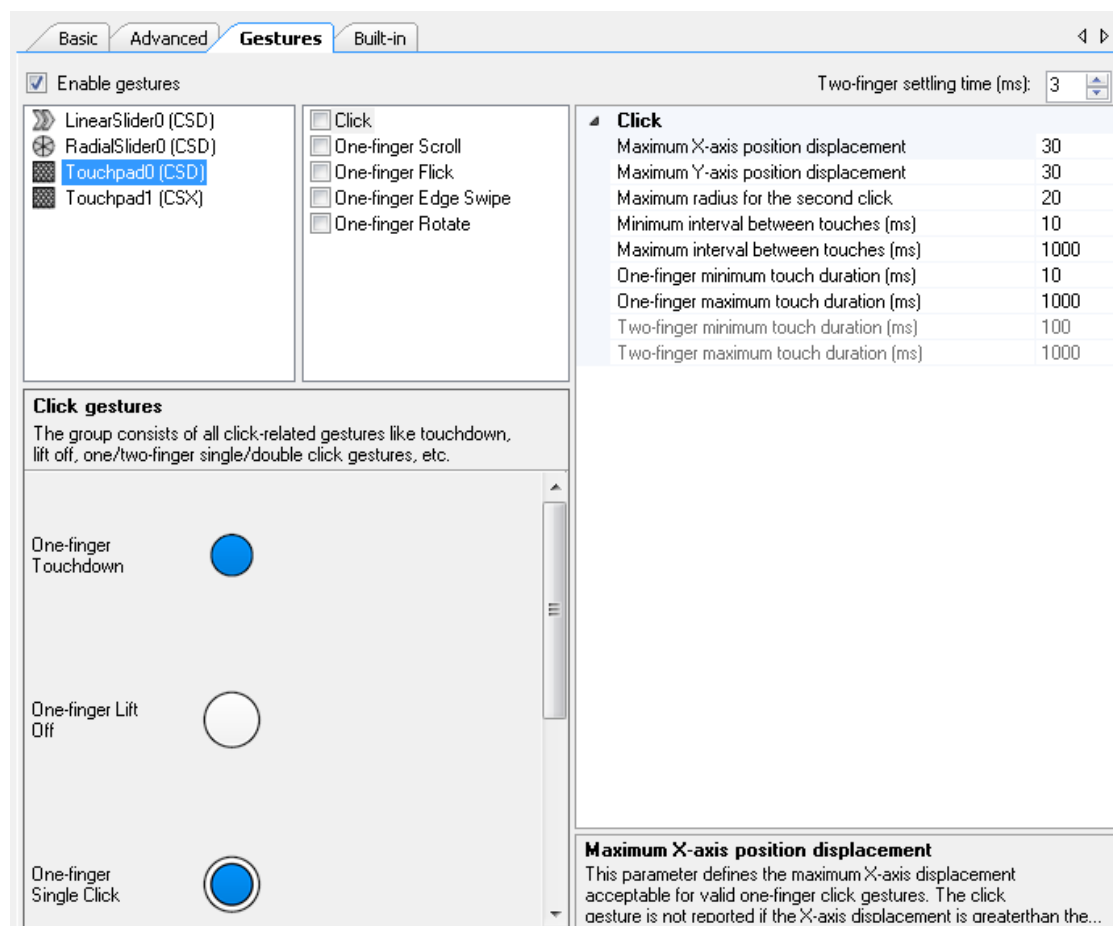 Basic
Advanced
Gestures
Built-in
Enable gestures
Two-finger settling time (ms):
3
LinearSlider0 (CSD)
RadialSlider0 (CSD)
Touchpad0 (CSD)
Touchpad1 (CSX)
Click
One-finger Scroll
One-finger Flick
One-finger Edge Swipe
One-finger Rotate
Click
Maximum X-axis position displacement 30
Maximum Y-axis position displacement 30
Maximum radius for the second click 20
Minimum interval between touches (ms) 10
Maximum interval between touches (ms) 1000
One-finger minimum touch duration (ms) 10
One-finger maximum touch duration (ms) 1000
Two-finger minimum touch duration (ms) 100
Two-finger maximum touch duration (ms) 1000
Click gestures
The group consists of all click-related gestures like touchdown,
lift off, one/two-finger single/double click gestures, etc.
One-finger
Touchdown
One-finger Lift
Off
One-finger
Single Click
Maximum X-axis position displacement
This parameter defines the maximum X-axis displacement
acceptable for valid one-finger click gestures. The click
gesture is not reported if the X-axis displacement is greaterthan the...